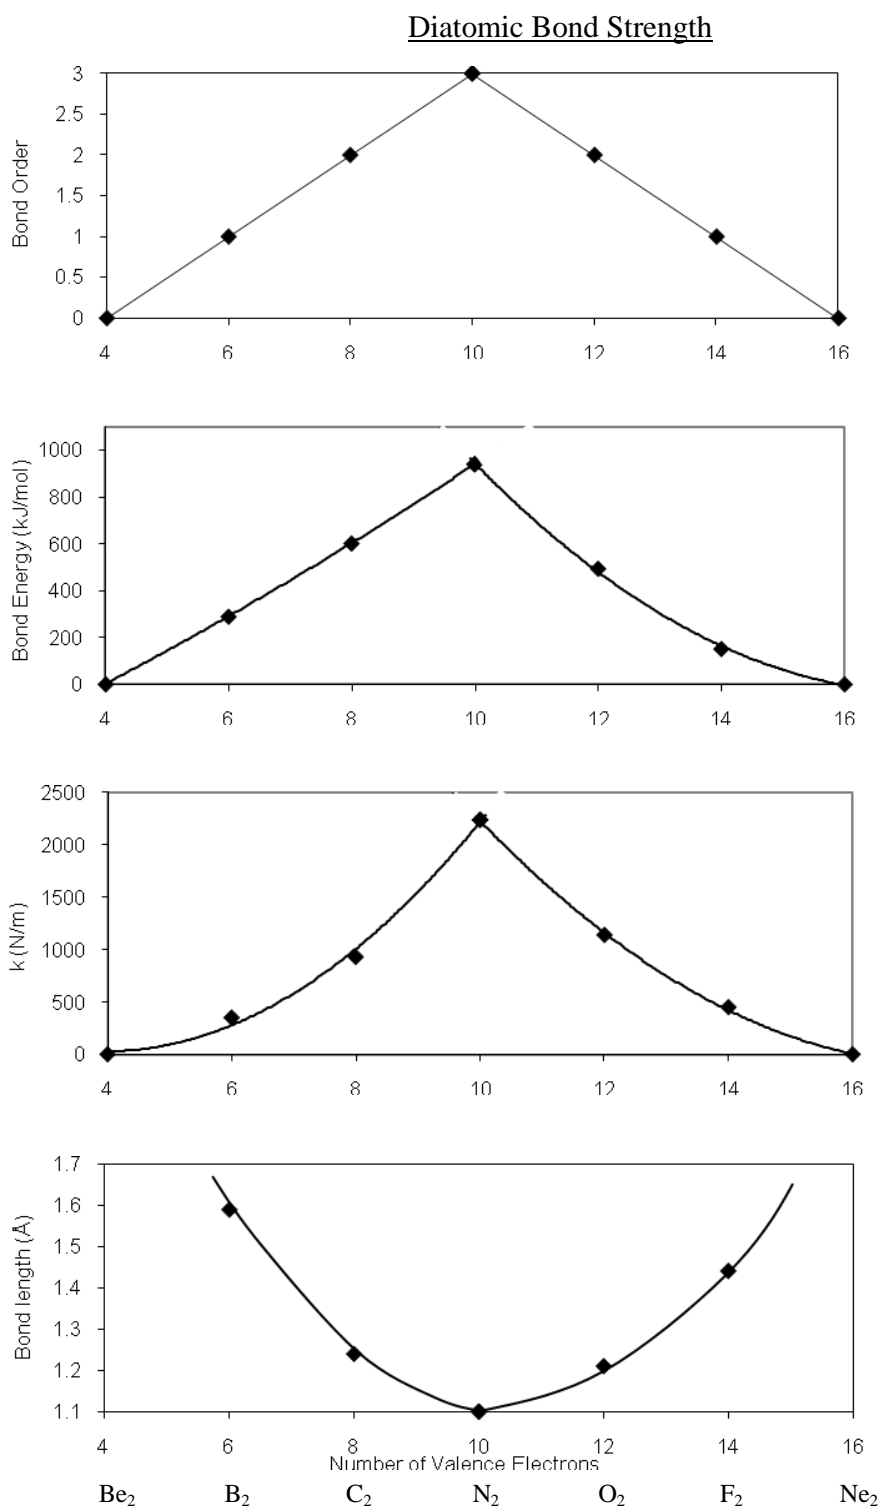 Diatomic Bond Strength
3
2.5
2
1.5
1
0.5
0
Bond Order
4 6 8 10 12 14 16
1000
800
600
400
200
0
Bond Energy (kJ/mol)
4 6 8 10 12 14 16
2500
2000
1500
1000
500
0
k (N/m)
4 6 8 10 12 14 16
1.7
1.6
1.5
1.4
1.3
1.2
1.1
Bond length (Å)
4 6 8 10 12 14 16
Number of Valence Electrons
Be₂ B₂ C₂ N₂ O₂ F₂ Ne₂